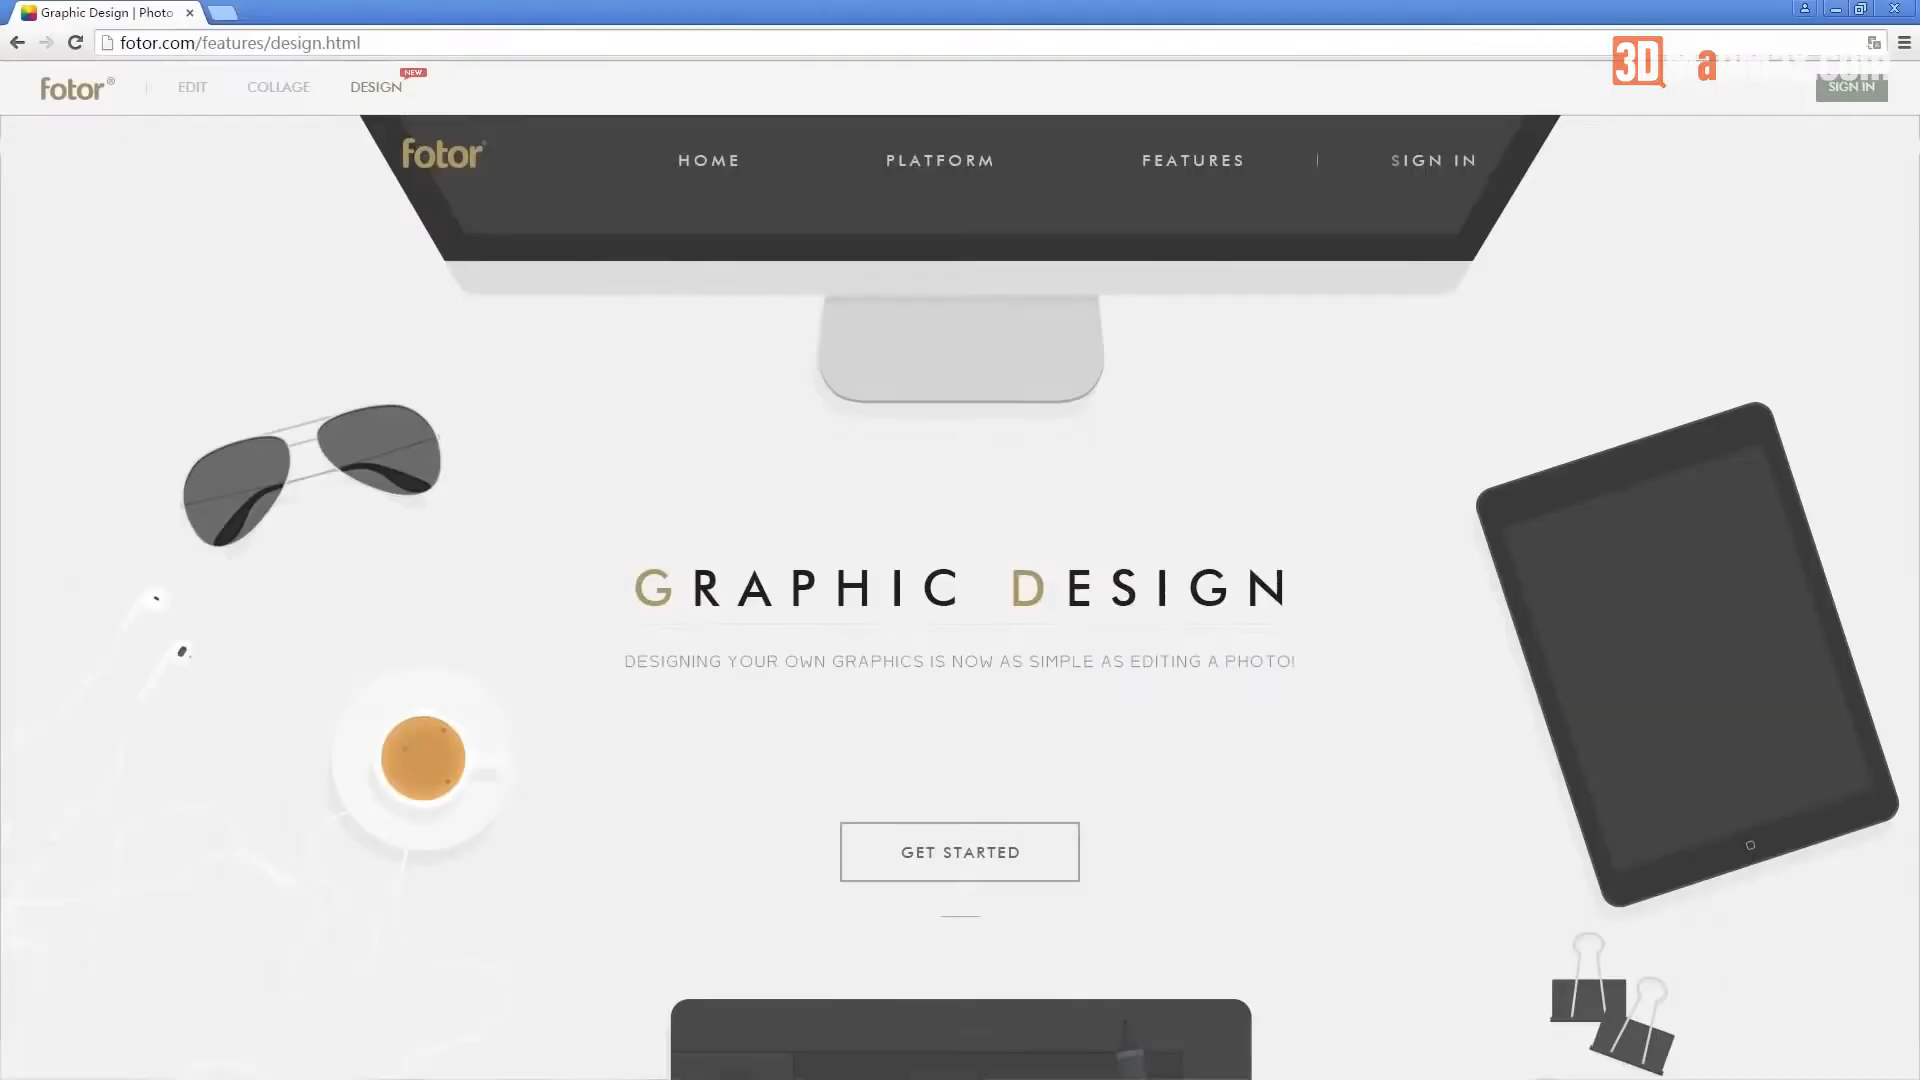 Graphic Design | Photo
fotor.com/features/design.html
fotor®
EDIT
COLLAGE
DESIGN
NEW
3D
SIGN IN
fotor
HOME
PLATFORM
FEATURES
SIGN IN
GRAPHIC DESIGN
DESIGNING YOUR OWN GRAPHICS IS NOW AS SIMPLE AS EDITING A PHOTO!
GET STARTED